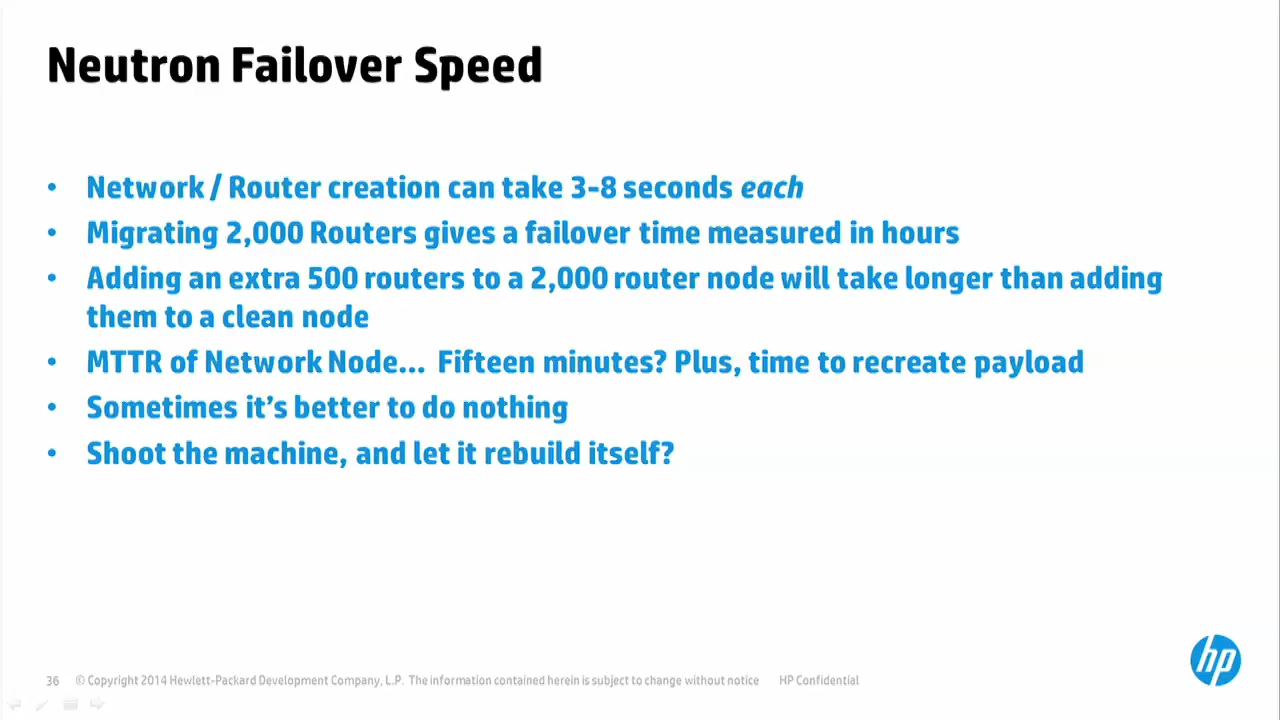 Neutron Failover Speed
• Network / Router creation can take 3-8 seconds each
• Migrating 2,000 Routers gives a failover time measured in hours
• Adding an extra 500 routers to a 2,000 router node will take longer than adding
them to a clean node
• MTTR of Network Node... Fifteen minutes? Plus, time to recreate payload
• Sometimes it's better to do nothing
• Shoot the machine, and let it rebuild itself?
hp
36 © Copyright 2014 Hewlett-Packard Development Company, L.P. The information contained herein is subject to change without notice HP Confidential